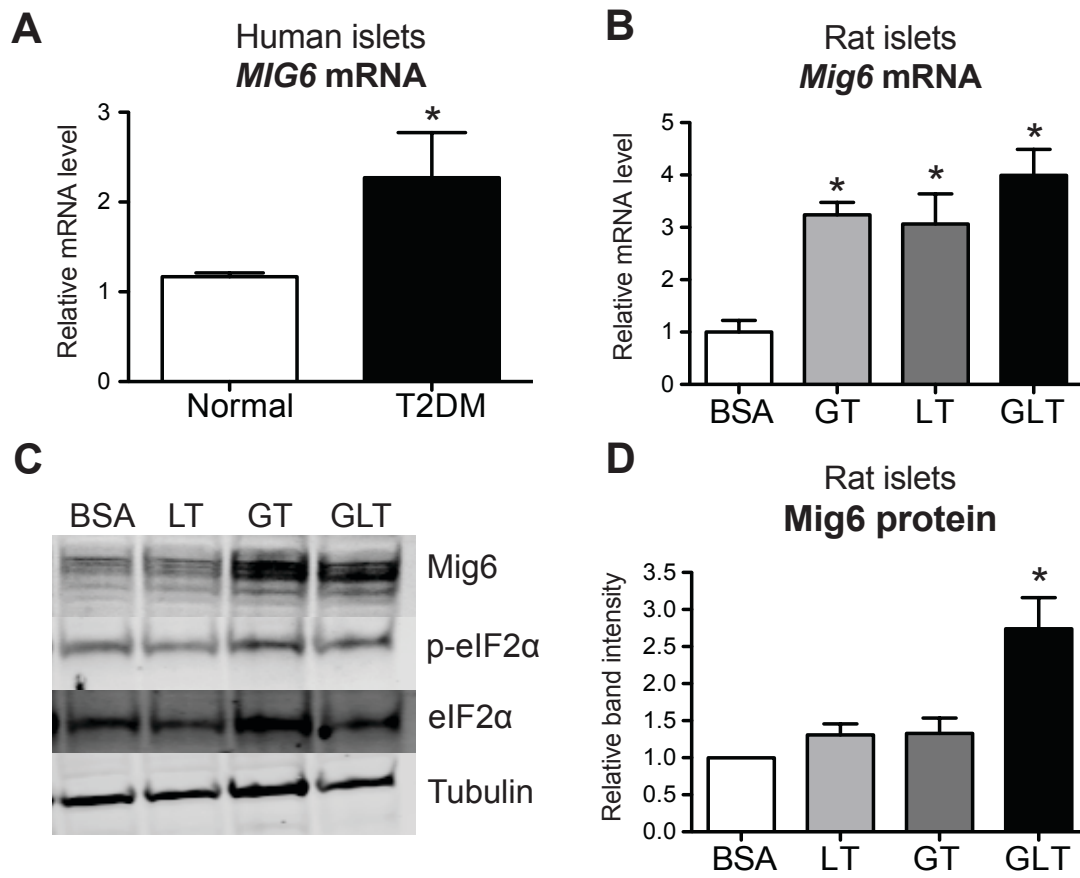 A
Human islets
MIG6 mRNA
Relative mRNA level
3
2
1
0
*
Normal
T2DM
B
Rat islets
Mig6 mRNA
Relative mRNA level
5
4
3
2
1
0
*
*
*
BSA
GT
LT
GLT
C
BSA
LT
GT
GLT
Mig6
p-eIF2α
eIF2α
Tubulin
D
Rat islets
Mig6 protein
Relative band intensity
3.5
3.0
2.5
2.0
1.5
1.0
0.5
0.0
*
BSA
LT
GT
GLT